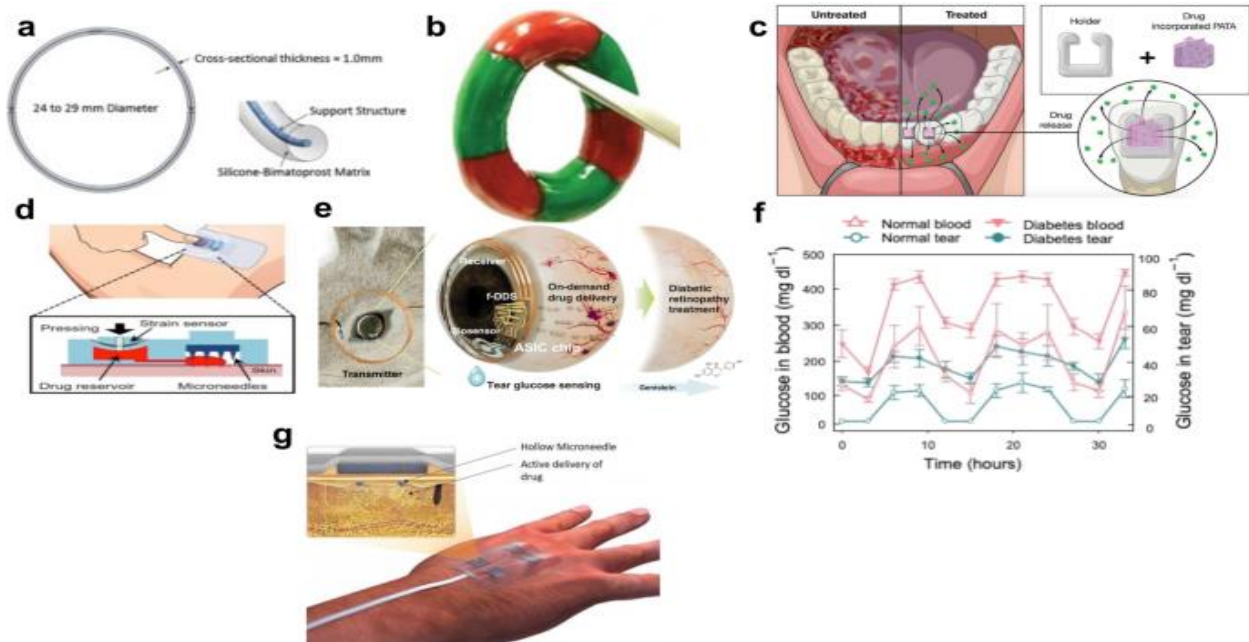 a
Cross-sectional thickness = 1.0mm
24 to 29 mm Diameter
Support Structure
Silicone-Bimatoprost Matrix
b
c
Untreated
Treated
Holder
Drug
incorporated PATA
+
Drug
release
d
Pressing
Strain sensor
Skin
Drug reservoir
Microneedles
e
Receiver
f-DDS
Biosensor
ASIC chip
On-demand
drug delivery
Diabetic
retinopathy
treatment
Transmitter
Tear glucose sensing
Genistein
f
Normal blood
Diabetes blood
Normal tear
Diabetes tear
Glucose in blood (mg dl⁻¹)
500
400
300
200
100
0
100
80
60
40
20
0
Glucose in tear (mg dl⁻¹)
0
10
20
30
Time (hours)
g
Hollow Microneedle
Active delivery of
drug